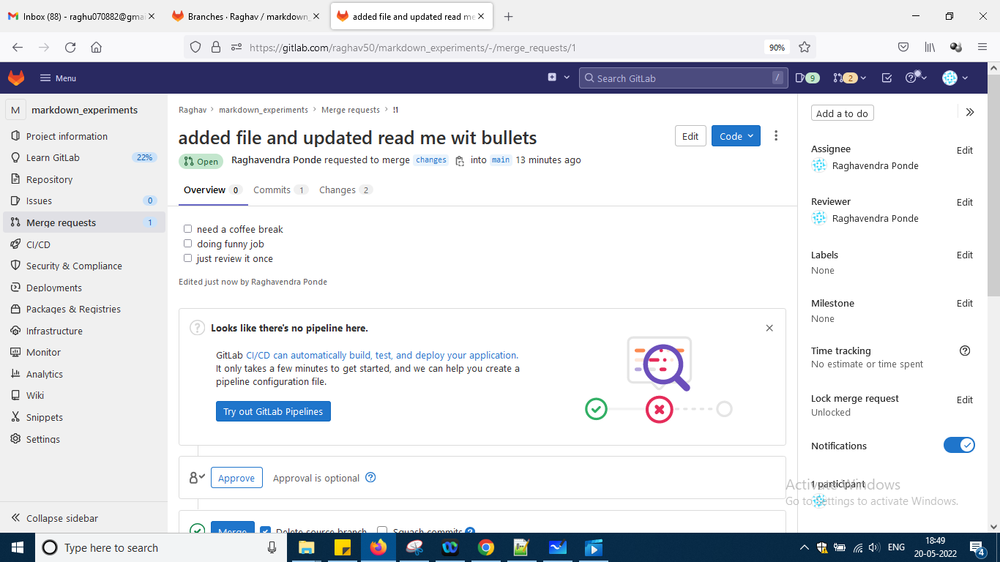 Inbox (88) - raghu070882@gmai
Branches · Raghav / markdown_
added file and updated read me
https://gitlab.com/raghav50/markdown_experiments/-/merge_requests/1
90%
Menu
Search GitLab
/
9
2
M markdown_experiments
Project information
Learn GitLab 22%
Repository
Issues 0
Merge requests 1
CI/CD
Security & Compliance
Deployments
Packages & Registries
Infrastructure
Monitor
Analytics
Wiki
Snippets
Settings
Collapse sidebar
Raghav > markdown_experiments > Merge requests > !1
added file and updated read me wit bullets
Edit
Code
Open Raghavendra Ponde requested to merge changes into main 13 minutes ago
Overview 0 Commits 1 Changes 2
need a coffee break
doing funny job
just review it once
Edited just now by Raghavendra Ponde
Looks like there's no pipeline here.
GitLab CI/CD can automatically build, test, and deploy your application.
It only takes a few minutes to get started, and we can help you create a
pipeline configuration file.
Try out GitLab Pipelines
Approve Approval is optional
Merge Delete source branch Squash commits
Add a to do
Assignee Edit
Raghavendra Ponde
Reviewer Edit
Raghavendra Ponde
Labels Edit
None
Milestone Edit
None
Time tracking
No estimate or time spent
Lock merge request Edit
Unlocked
Notifications
1 participant
Activate Windows
Go to Settings to activate Windows.
Type here to search
ENG
18:49
20-05-2022
4